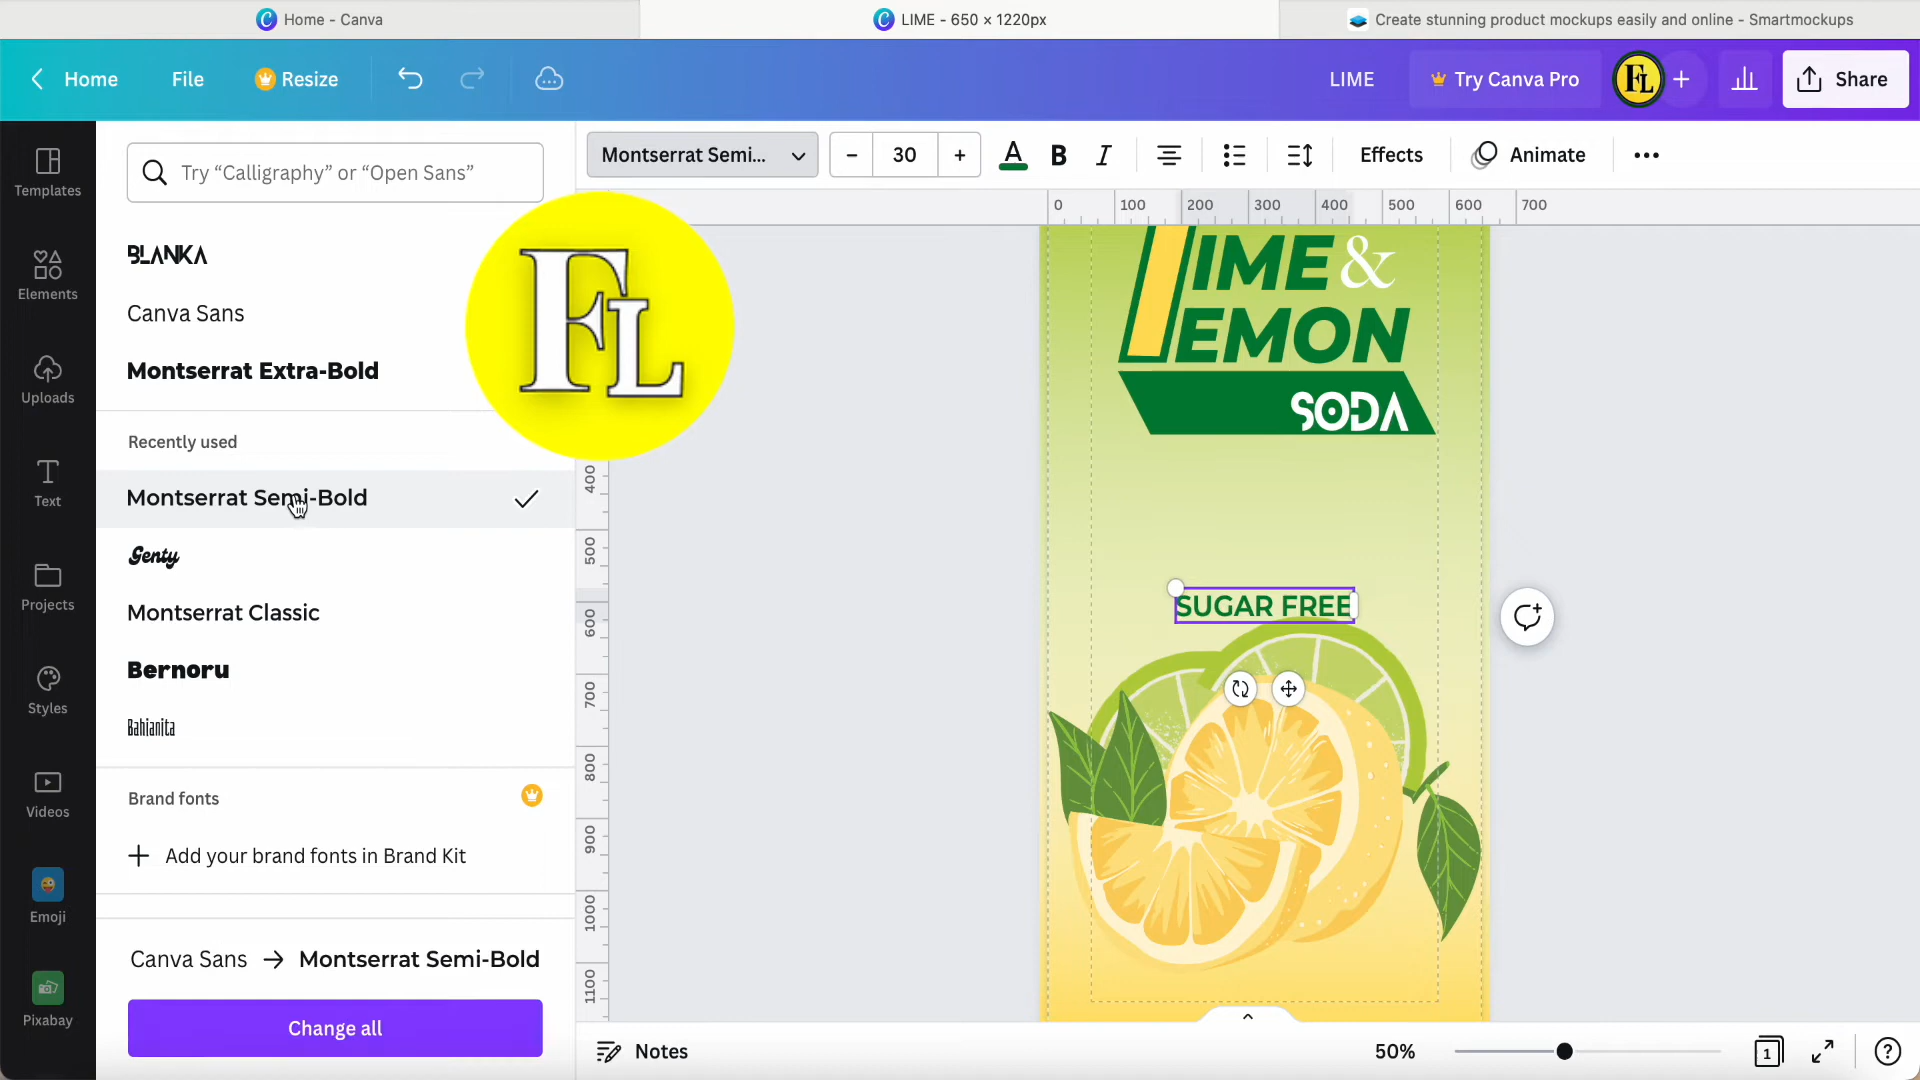 Home - Canva
LIME - 650 × 1220px
Create stunning product mockups easily and online - Smartmockups
Home
File
Resize
LIME
Try Canva Pro
FL
Share
Templates
Elements
Uploads
Text
Projects
Styles
Videos
Emoji
Pixabay
Try “Calligraphy” or “Open Sans”
BLANKA
Canva Sans
Montserrat Extra-Bold
Recently used
Montserrat Semi-Bold
Genty
Montserrat Classic
Bernoru
Bahianita
Brand fonts
Add your brand fonts in Brand Kit
Canva Sans → Montserrat Semi-Bold
Change all
FL
Montserrat Semi...
30
A
B
I
Effects
Animate
0 100 200 300 400 500 600 700
400
500
600
700
800
900
1000
1100
LIME &
LEMON
SODA
SUGAR FREE
Notes
50%
1
?